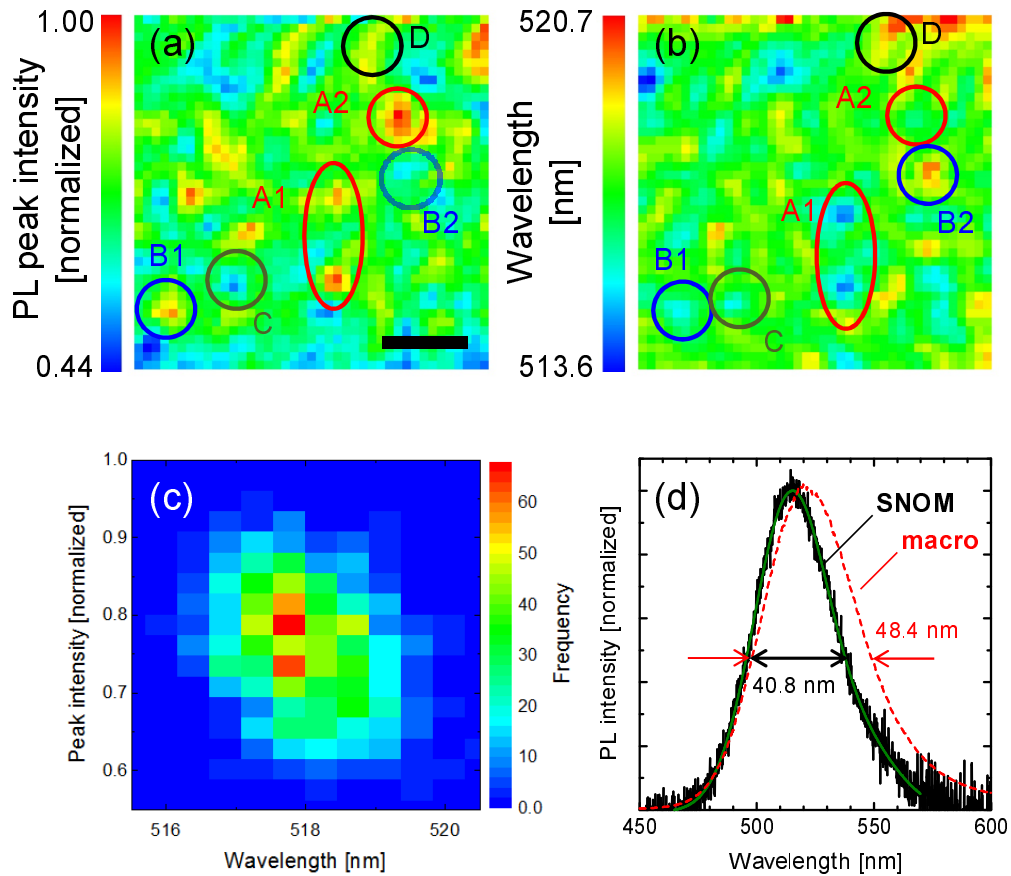 1.00
PL peak intensity
[normalized]
0.44
(a)
D
A2
A1
B2
B1
C
520.7
Wavelength
[nm]
513.6
(b)
D
A2
A1
B2
B1
C
1.0
0.9
0.8
0.7
0.6
Peak intensity [normalized]
(c)
516
518
520
Wavelength [nm]
60
50
40
30
20
10
0.0
Frequency
PL intensity [normalized]
(d)
SNOM
macro
48.4 nm
40.8 nm
450
500
550
600
Wavelength [nm]